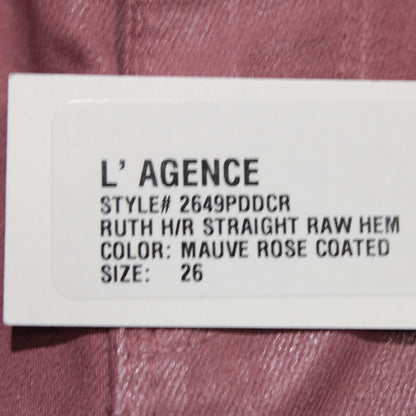 L' AGENCE
STYLE# 2649PDDCR
RUTH H/R STRAIGHT RAW HEM
COLOR: MAUVE ROSE COATED
SIZE: 26